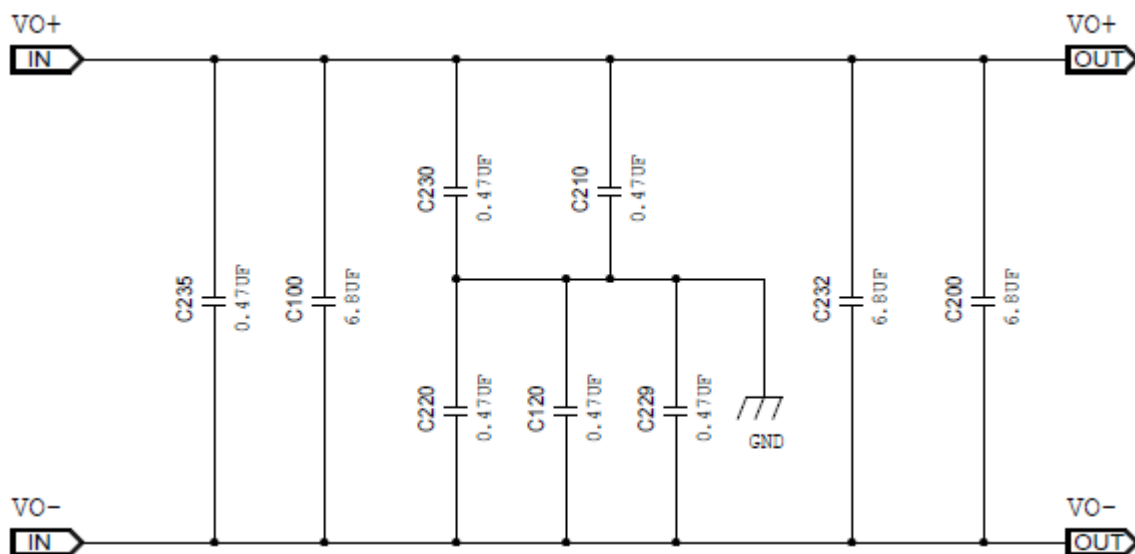 VO+
VO+
IN
OUT
C230
0.47UF
C210
0.47UF
C235
0.47UF
C100
6.8UF
C232
6.8UF
C200
6.8UF
C220
0.47UF
C120
0.47UF
C229
0.47UF
GND
VO-
VO-
IN
OUT